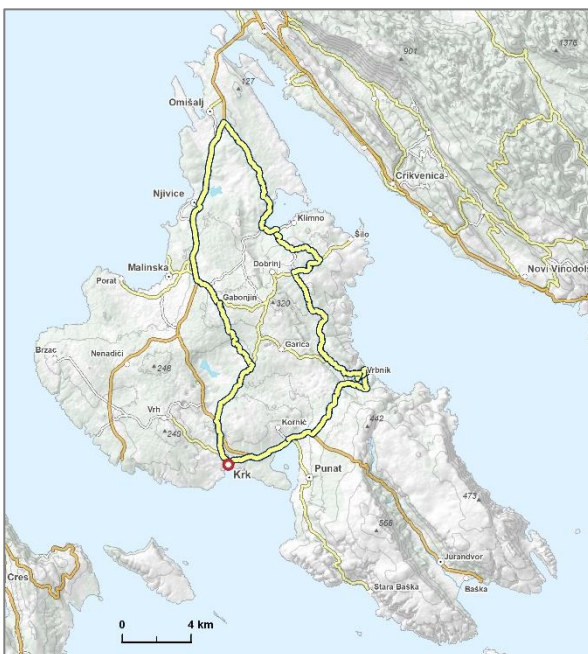 1376
901
127
Omišalj
Crikvenica
Njivice
Klimno
Šilo
Novi Vinodols
Dobrinj
Malinska
Porat
Gabonjin
320
Garica
Brzac
Nenadići
248
Vrbnik
Vrh
249
Kornić
442
Krk
Punat
473
568
Jurandvor
Cres
Stara Baška
Baška
0 4 km